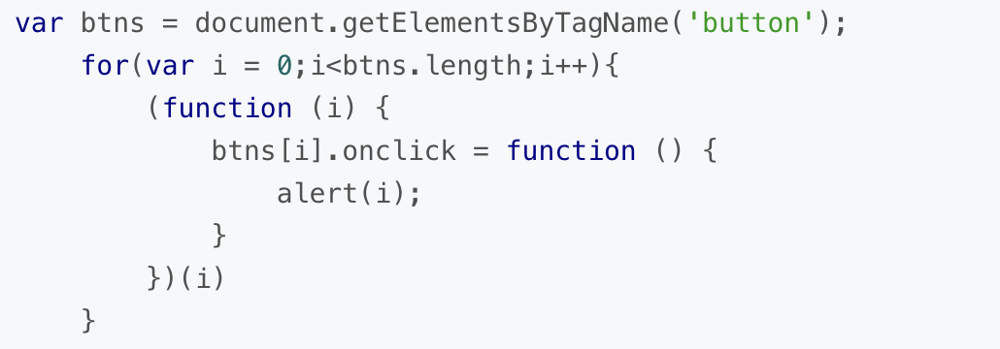 var btns = document.getElementsByTagName('button');
    for(var i = 0;i<btns.length;i++){
        (function (i) {
            btns[i].onclick = function () {
                alert(i);
            }
        })(i)
    }